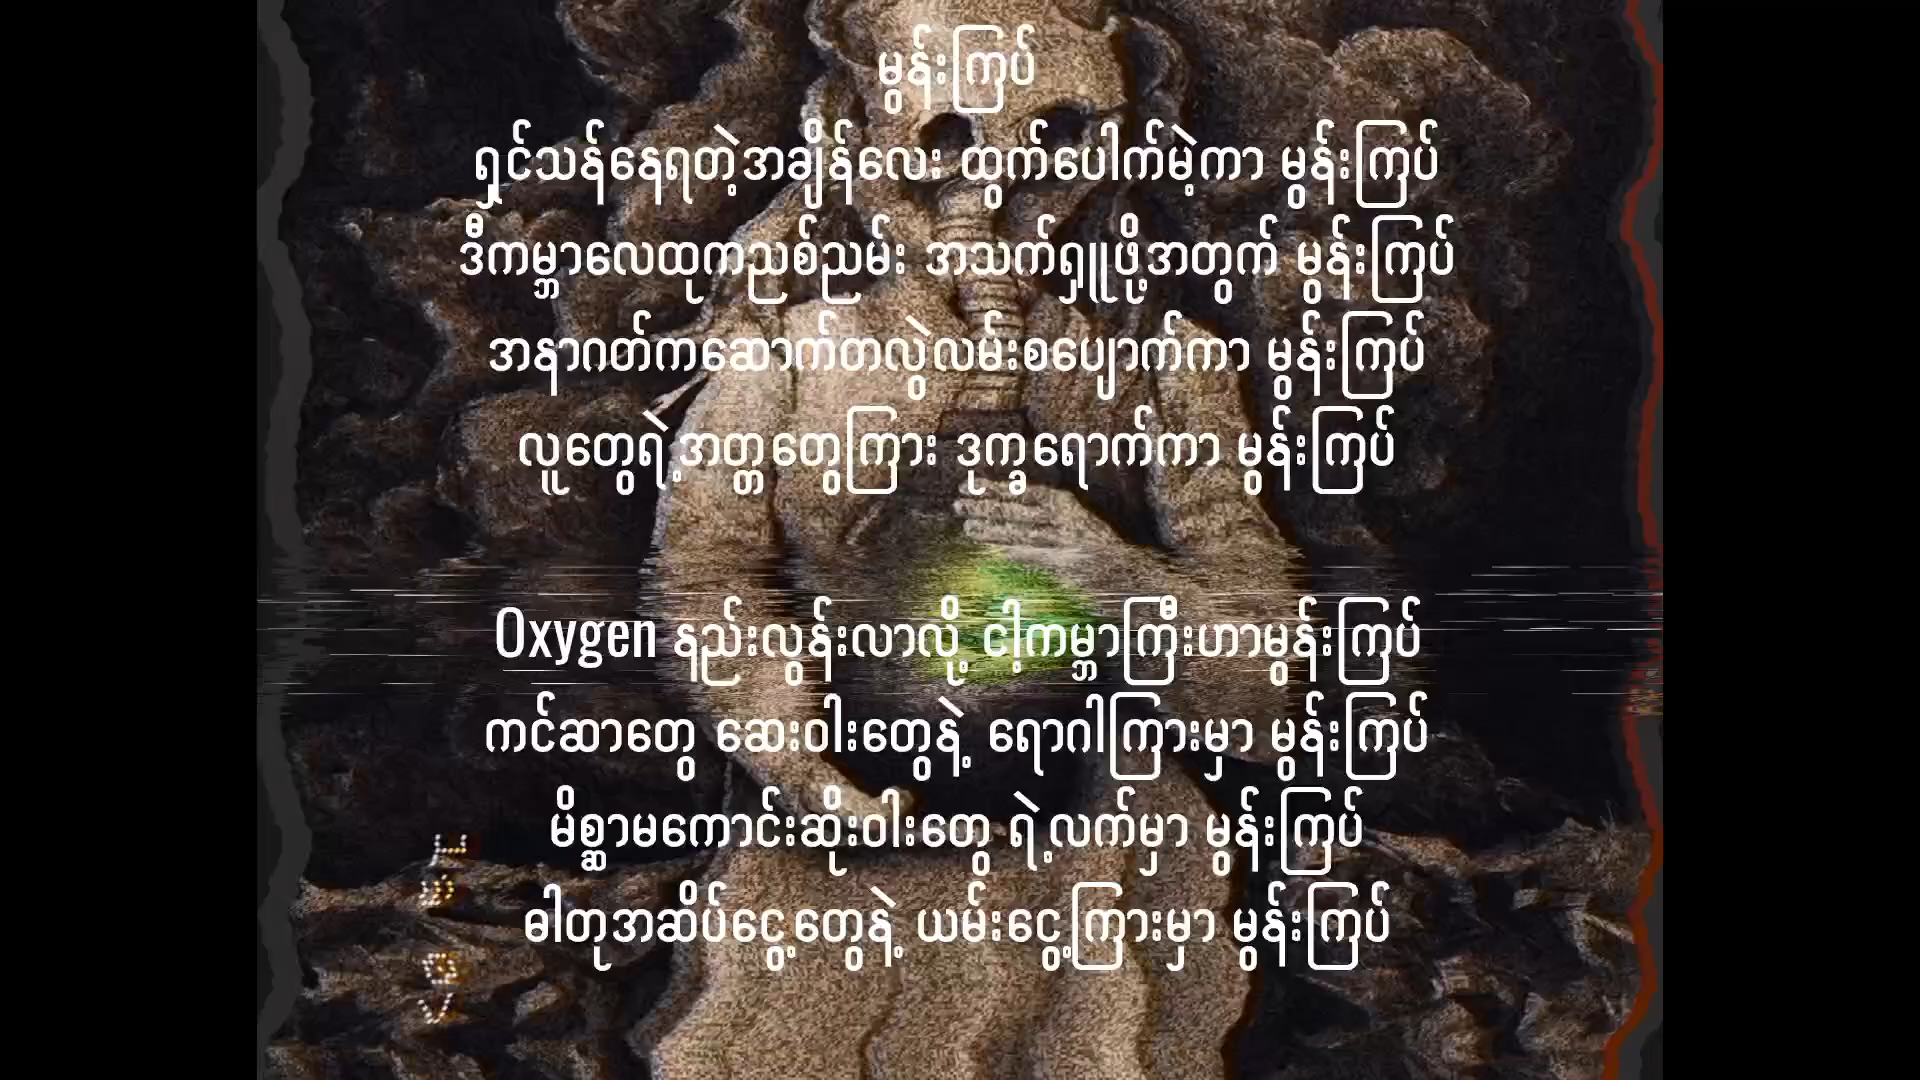 မွန်းကြပ်
ရှင်သန်နေရတဲ့အချိန်လေး ထွက်ပေါက်မဲ့ကာ မွန်းကြပ်
ဒီကမ္ဘာလေထုကညစ်ညမ်း အသက်ရှူဖို့အတွက် မွန်းကြပ်
အနာဂတ်ကဆောက်တလွဲလမ်းစပျောက်ကာ မွန်းကြပ်
လူတွေရဲ့အတ္တတွေကြား ဒုက္ခရောက်ကာ မွန်းကြပ်
Oxygen နည်းလွန်းလာလို့ ငါ့ကမ္ဘာကြီးဟာမွန်းကြပ်
ကင်ဆာတွေ ဆေးဝါးတွေနဲ့ ရောဂါကြားမှာ မွန်းကြပ်
မိစ္ဆာမကောင်းဆိုးဝါးတွေ ရဲ့လက်မှာ မွန်းကြပ်
ဓါတုအဆိပ်ငွေ့တွေနဲ့ ယမ်းငွေ့ကြားမှာ မွန်းကြပ်